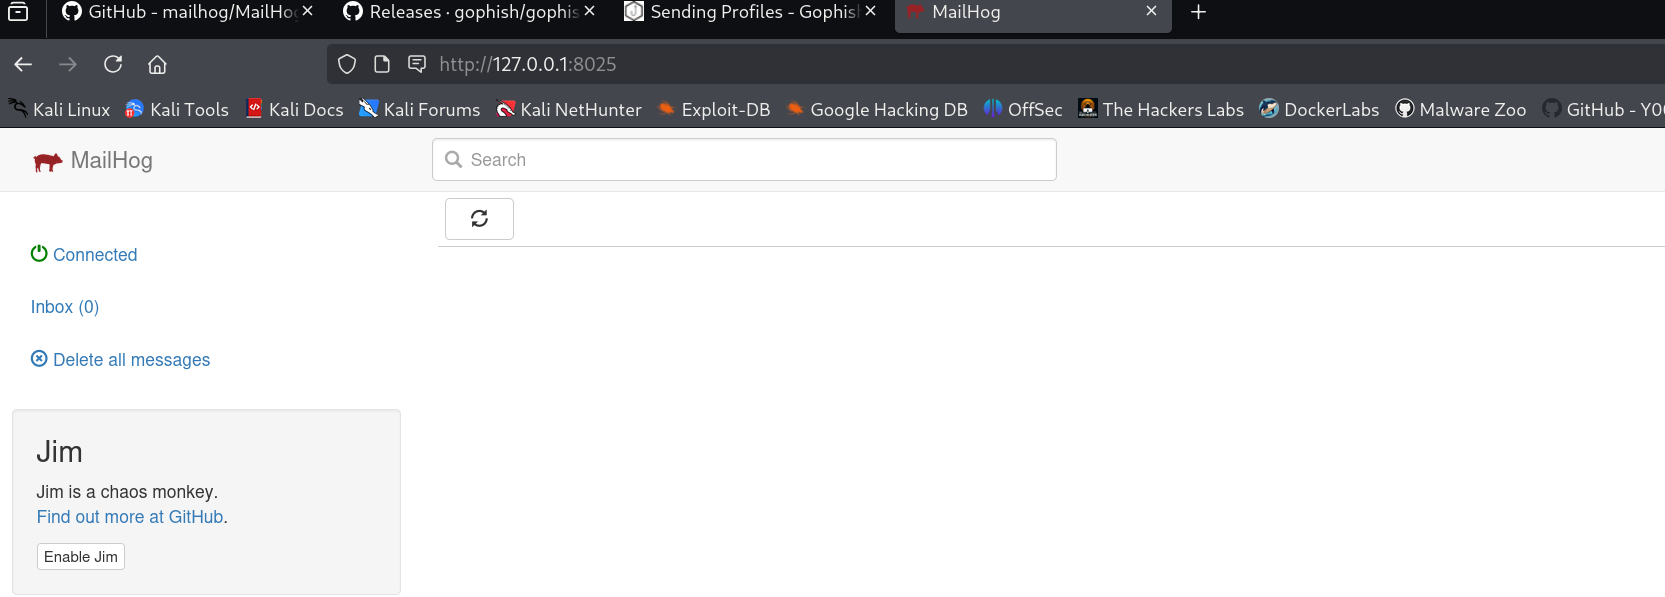 GitHub - mailhog/MailHo Releases · gophish/gophis Sending Profiles - Gophish MailHog
http://127.0.0.1:8025
Kali Linux Kali Tools Kali Docs Kali Forums Kali NetHunter Exploit-DB Google Hacking DB OffSec The Hackers Labs DockerLabs Malware Zoo GitHub - Y0
MailHog Search
Connected
Inbox (0)
Delete all messages
Jim
Jim is a chaos monkey.
Find out more at GitHub.
Enable Jim